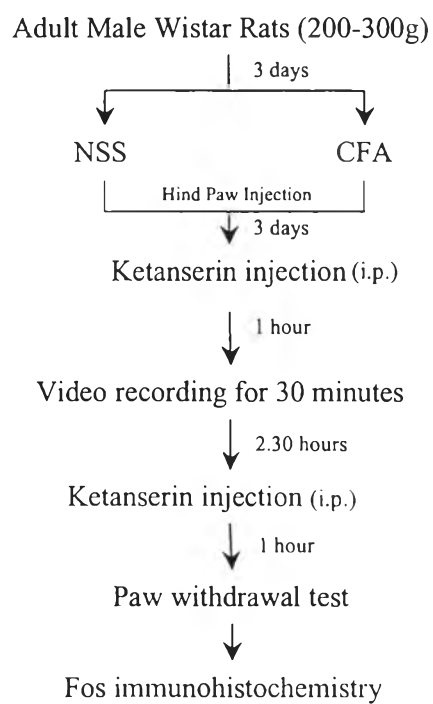 Adult Male Wistar Rats (200-300g)
3 days
NSS CFA
Hind Paw Injection
3 days
Ketanserin injection (i.p.)
1 hour
Video recording for 30 minutes
2.30 hours
Ketanserin injection (i.p.)
1 hour
Paw withdrawal test
Fos immunohistochemistry